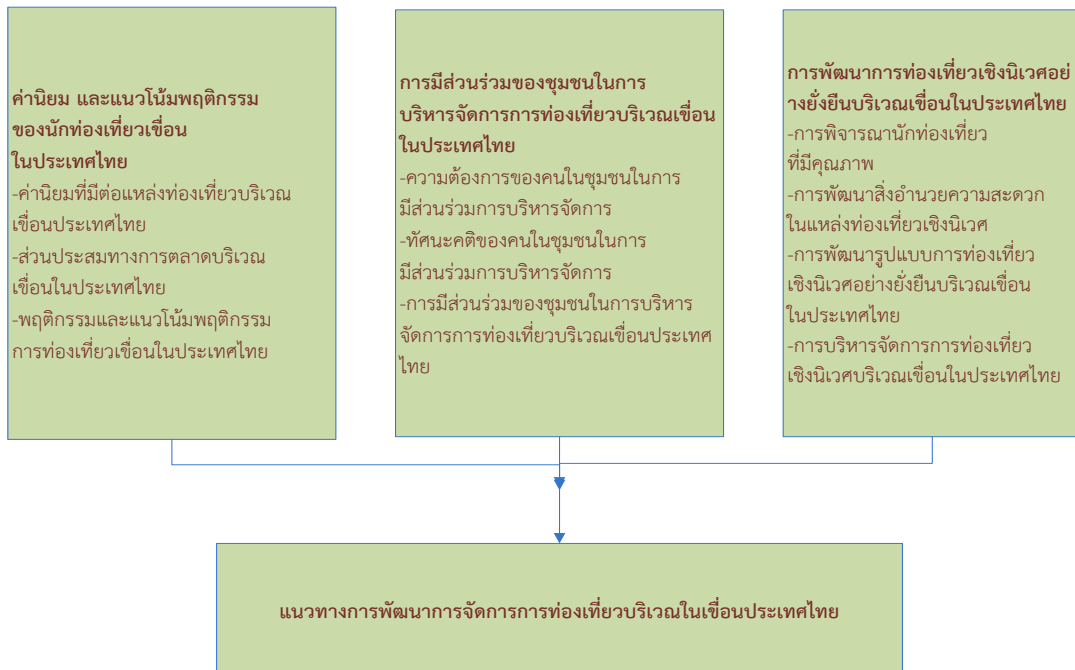 ค่านิยม และแนวโน้มพฤติกรรม
ของนักท่องเที่ยวเขื่อน
ในประเทศไทย
-ค่านิยมที่มีต่อแหล่งท่องเที่ยวบริเวณ
เขื่อนประเทศไทย
-ส่วนประสมทางการตลาดบริเวณ
เขื่อนในประเทศไทย
-พฤติกรรมและแนวโน้มพฤติกรรม
การท่องเที่ยวเขื่อนในประเทศไทย
การมีส่วนร่วมของชุมชนในการ
บริหารจัดการการท่องเที่ยวบริเวณเขื่อน
ในประเทศไทย
-ความต้องการของคนในชุมชนในการ
มีส่วนร่วมการบริหารจัดการ
-ทัศนะคติของคนในชุมชนในการ
มีส่วนร่วมการบริหารจัดการ
-การมีส่วนร่วมของชุมชนในการบริหาร
จัดการการท่องเที่ยวบริเวณเขื่อนประเทศ
ไทย
การพัฒนาการท่องเที่ยวเชิงนิเวศอย่
างยั่งยืนบริเวณเขื่อนในประเทศไทย
-การพิจารณานักท่องเที่ยว
ที่มีคุณภาพ
-การพัฒนาสิ่งอำนวยความสะดวก
ในแหล่งท่องเที่ยวเชิงนิเวศ
-การพัฒนารูปแบบการท่องเที่ยว
เชิงนิเวศอย่างยั่งยืนบริเวณเขื่อน
ในประเทศไทย
-การบริหารจัดการการท่องเที่ยว
เชิงนิเวศบริเวณเขื่อนในประเทศไทย
แนวทางการพัฒนาการจัดการการท่องเที่ยวบริเวณในเขื่อนประเทศไทย